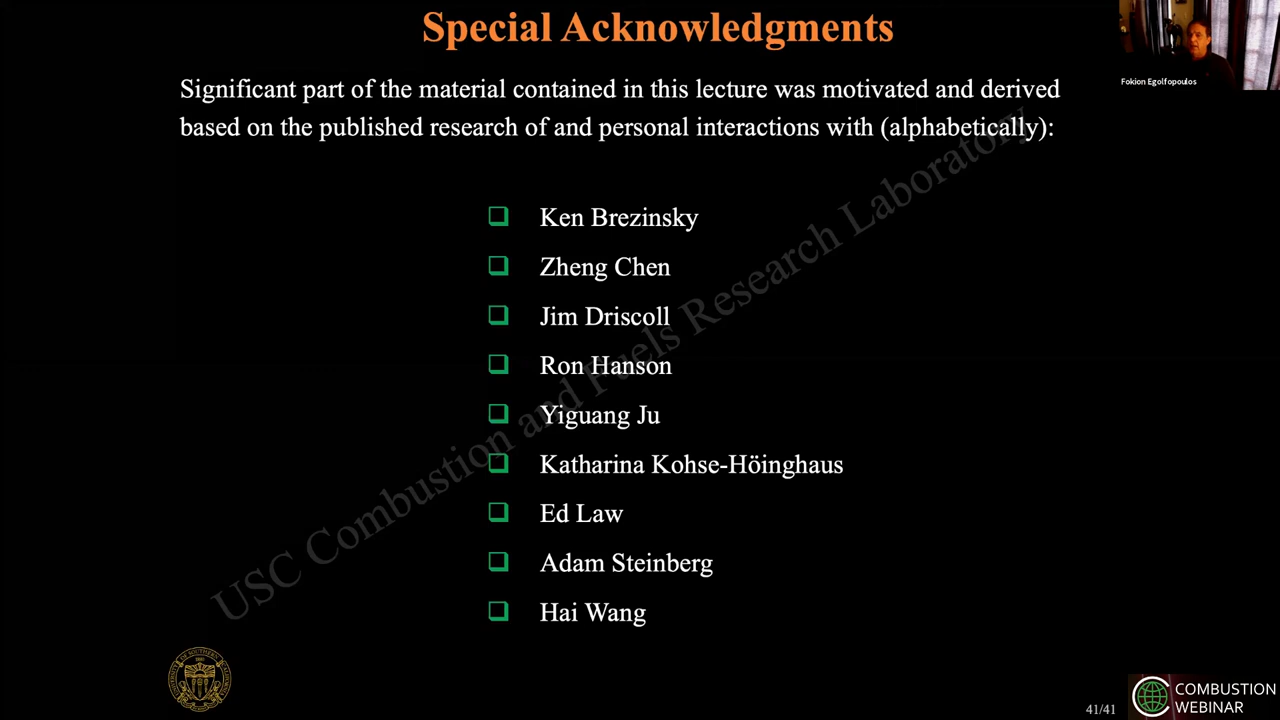 Special Acknowledgments
Fokion Egolfopoulos
Significant part of the material contained in this lecture was motivated and derived
based on the published research of and personal interactions with (alphabetically):
Ken Brezinsky
Zheng Chen
Jim Driscoll
Ron Hanson
Yiguang Ju
Katharina Kohse-Höinghaus
Ed Law
Adam Steinberg
Hai Wang
USC Combustion and Fuels Research Laboratory
41/41
COMBUSTION
WEBINAR